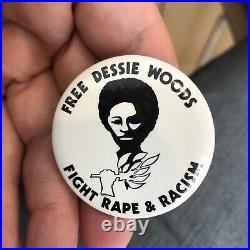 FREE DESSIE WOODS
FIGHT RAPE & RACISM